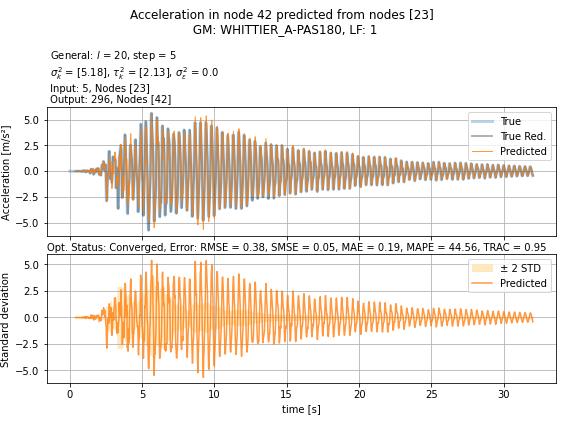 Acceleration in node 42 predicted from nodes [23]
GM: WHITTIER_A-PAS180, LF: 1
General: l = 20, step = 5
σ²ₖ = [5.18], τ²ₖ = [2.13], σ²ε = 0.0
Input: 5, Nodes [23]
Output: 296, Nodes [42]
Acceleration [m/s²]
5.0
2.5
0.0
−2.5
−5.0
True
True Red.
Predicted
Opt. Status: Converged, Error: RMSE = 0.38, SMSE = 0.05, MAE = 0.19, MAPE = 44.56, TRAC = 0.95
Standard deviation
5.0
2.5
0.0
−2.5
−5.0
± 2 STD
Predicted
0 5 10 15 20 25 30
time [s]